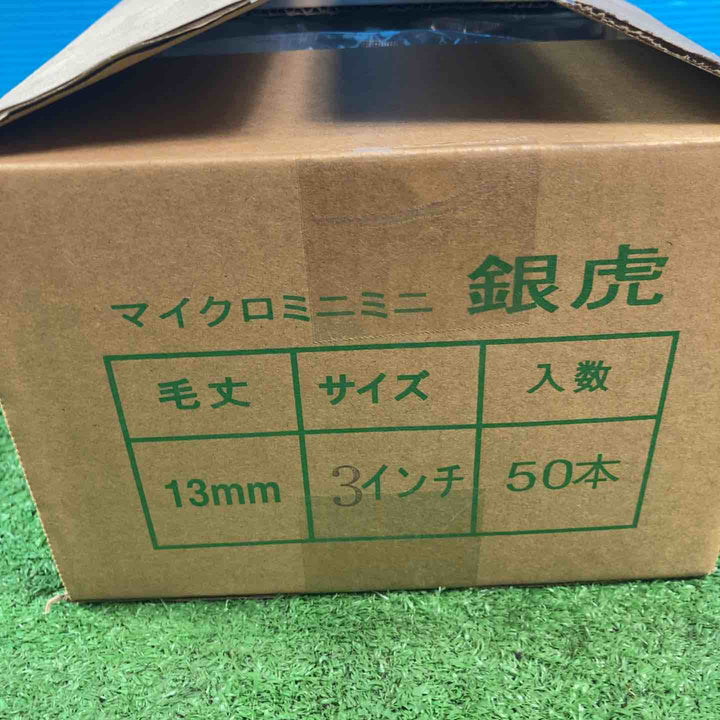 マイクロミニミニ 銀虎
毛丈 サイズ 入数
13mm 3インチ 50本